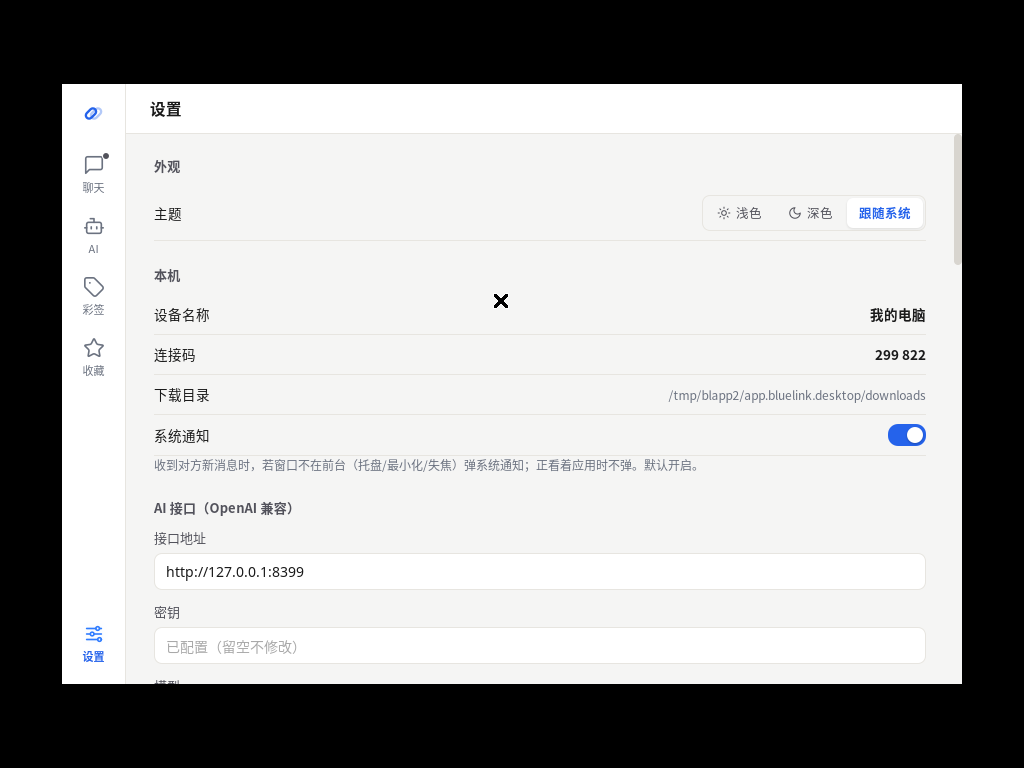 设置
聊天
AI
彩签
收藏
设置
外观
主题
浅色 深色 跟随系统
本机
设备名称 我的电脑
连接码 299 822
下载目录 /tmp/blapp2/app.bluelink.desktop/downloads
系统通知
收到对方新消息时，若窗口不在前台（托盘/最小化/失焦）弹系统通知；正看着应用时不弹。默认开启。
AI 接口（OpenAI 兼容）
接口地址
http://127.0.0.1:8399
密钥
已配置（留空不修改）